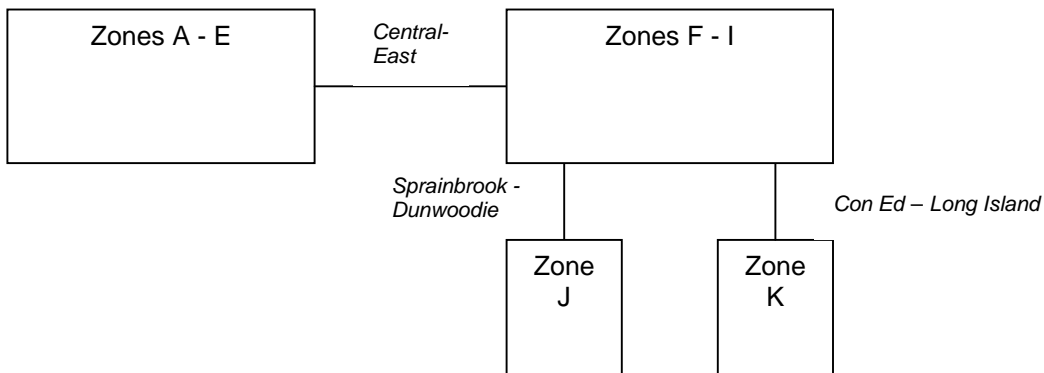 Zones A - E
Central-
East
Zones F - I
Sprainbrook -
Dunwoodie
Con Ed – Long Island
Zone
J
Zone
K